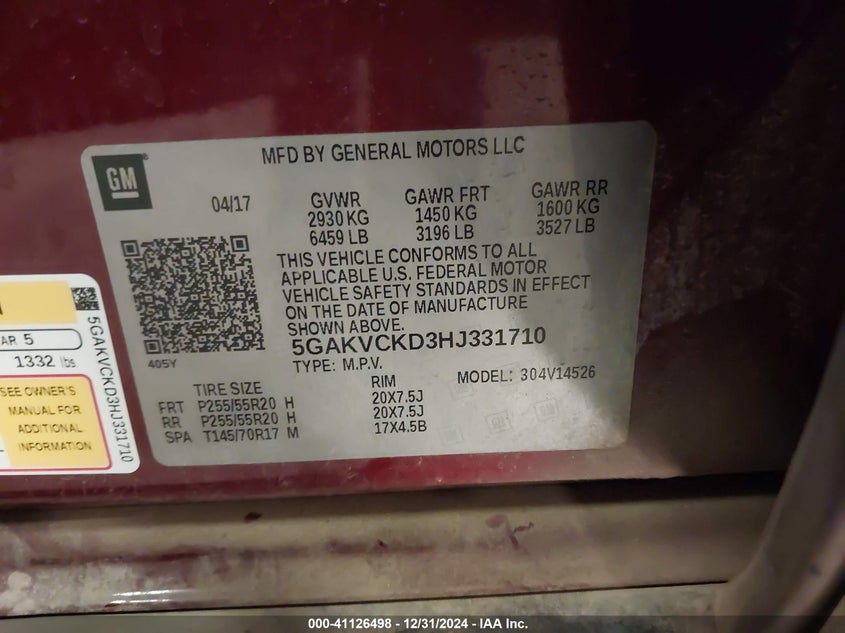 GM
MFD BY GENERAL MOTORS LLC
04/17
GVWR GAWR FRT GAWR RR
2930 KG 1450 KG 1600 KG
6459 LB 3196 LB 3527 LB
THIS VEHICLE CONFORMS TO ALL
APPLICABLE U.S. FEDERAL MOTOR
VEHICLE SAFETY STANDARDS IN EFFECT
ON THE DATE OF MANUFACTURE
SHOWN ABOVE.
5GAKVCKD3HJ331710
405Y
TYPE: M.P.V.
MODEL: 304V14526
TIRE SIZE RIM
FRT P255/55R20 H 20X7.5J
RR P255/55R20 H 20X7.5J
SPA T145/70R17 M 17X4.5B
AR 5
1332 lbs
SEE OWNER'S
MANUAL FOR
ADDITIONAL
INFORMATION
5GAKVCKD3HJ331710
000-41126498 - 12/31/2024 - IAA Inc.